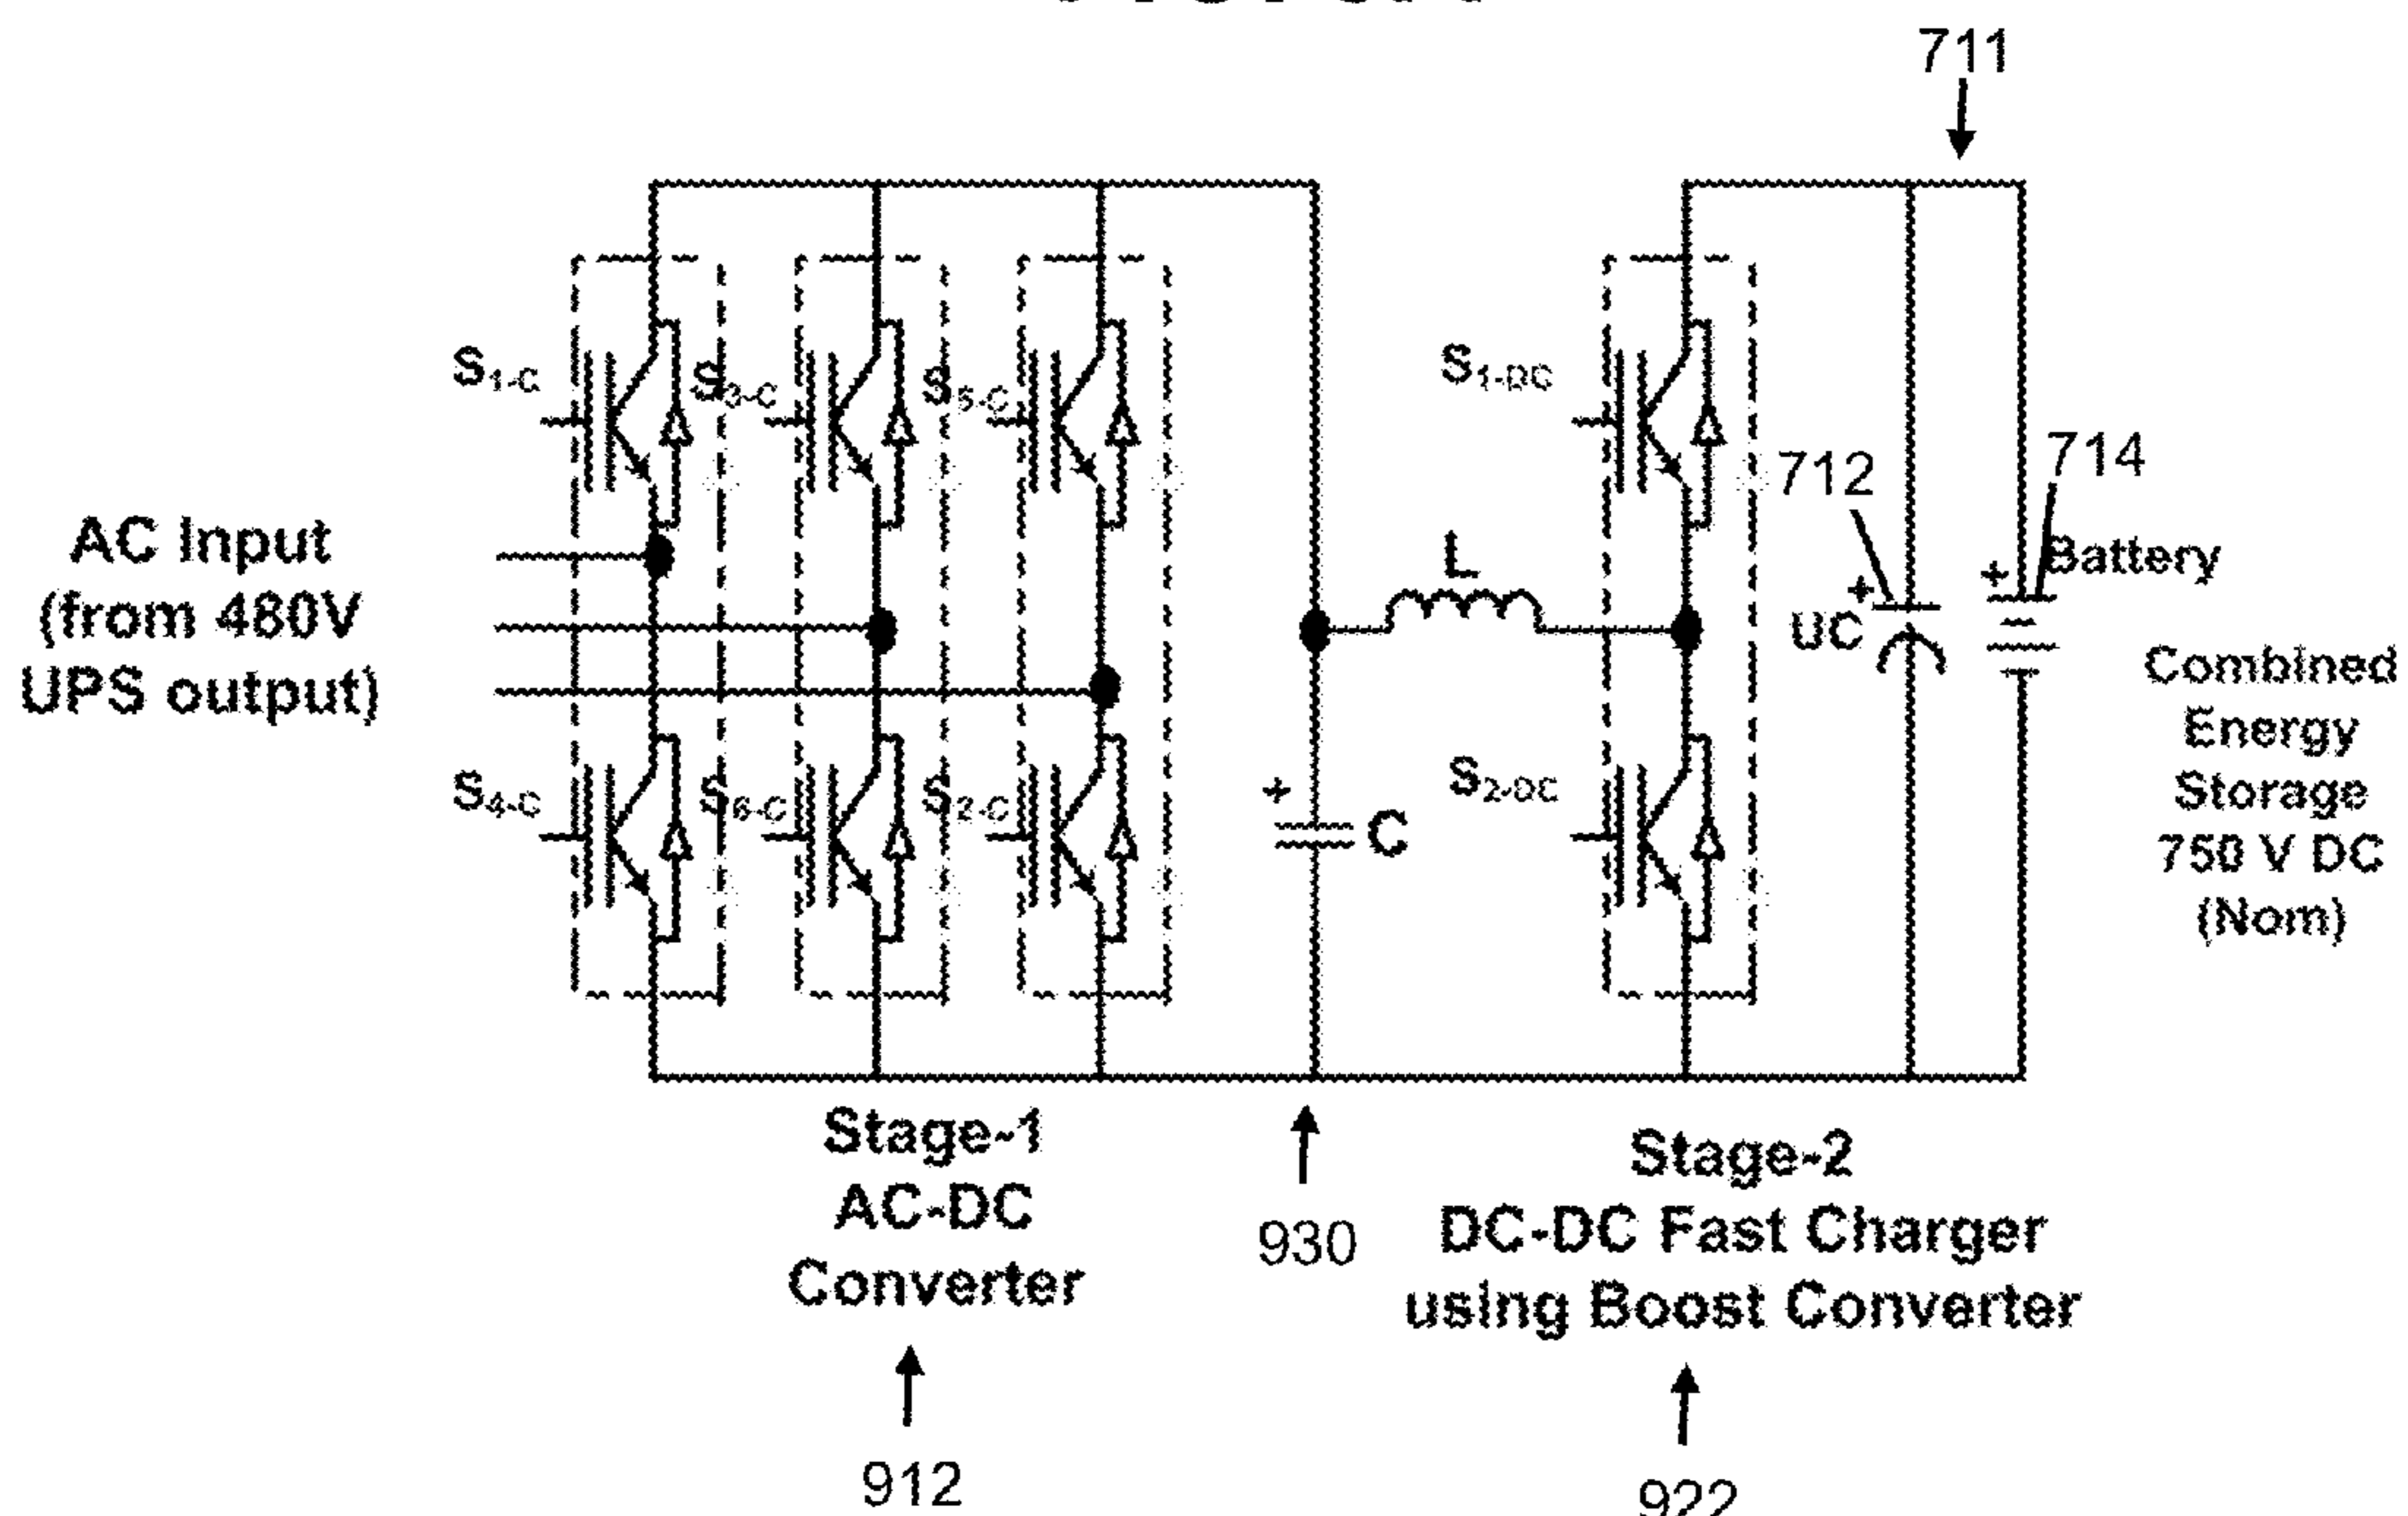 711
S1-C
S3-C
S5-C
S1-DC
712
714
AC Input
(from 480V
UPS output)
L
+
+
Battery
UC
Combined
Energy
Storage
750 V DC
(Nom)
S4-C
S6-C
S2-C
+
C
S2-DC
Stage-1
AC-DC
Converter
930
Stage-2
DC-DC Fast Charger
using Boost Converter
912
922